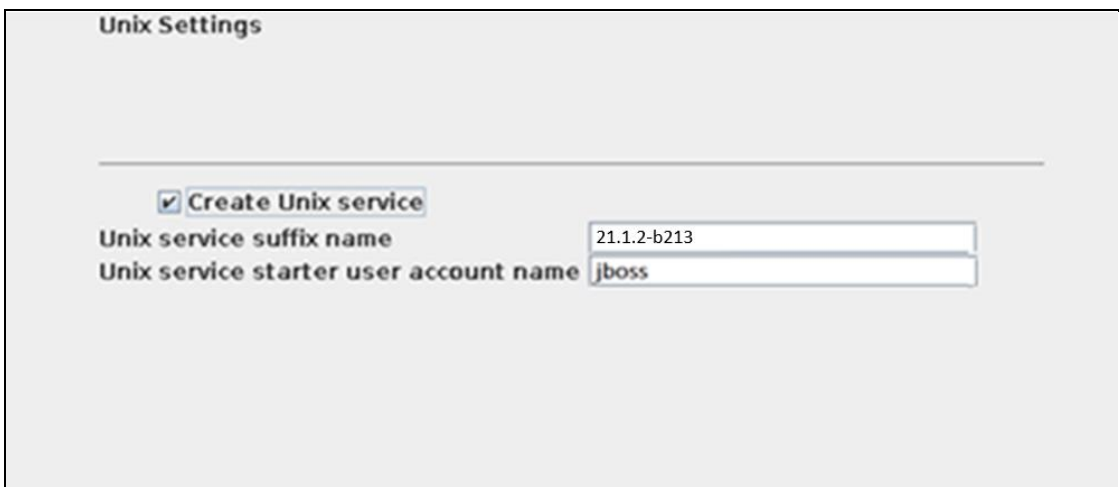 Unix Settings
Create Unix service
Unix service suffix name 21.1.2-b213
Unix service starter user account name jboss